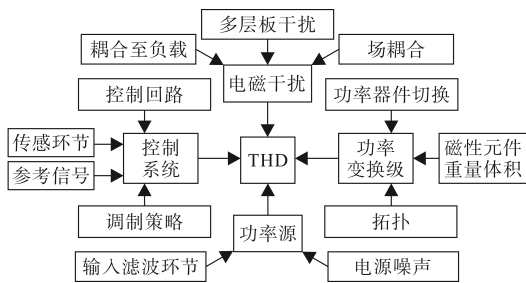 多层板干扰
耦合至负载
场耦合
电磁干扰
控制回路
功率器件切换
传感环节
参考信号
控制
系统
THD
功率
变换级
磁性元件
重量体积
调制策略
功率源
拓扑
输入滤波环节
电源噪声